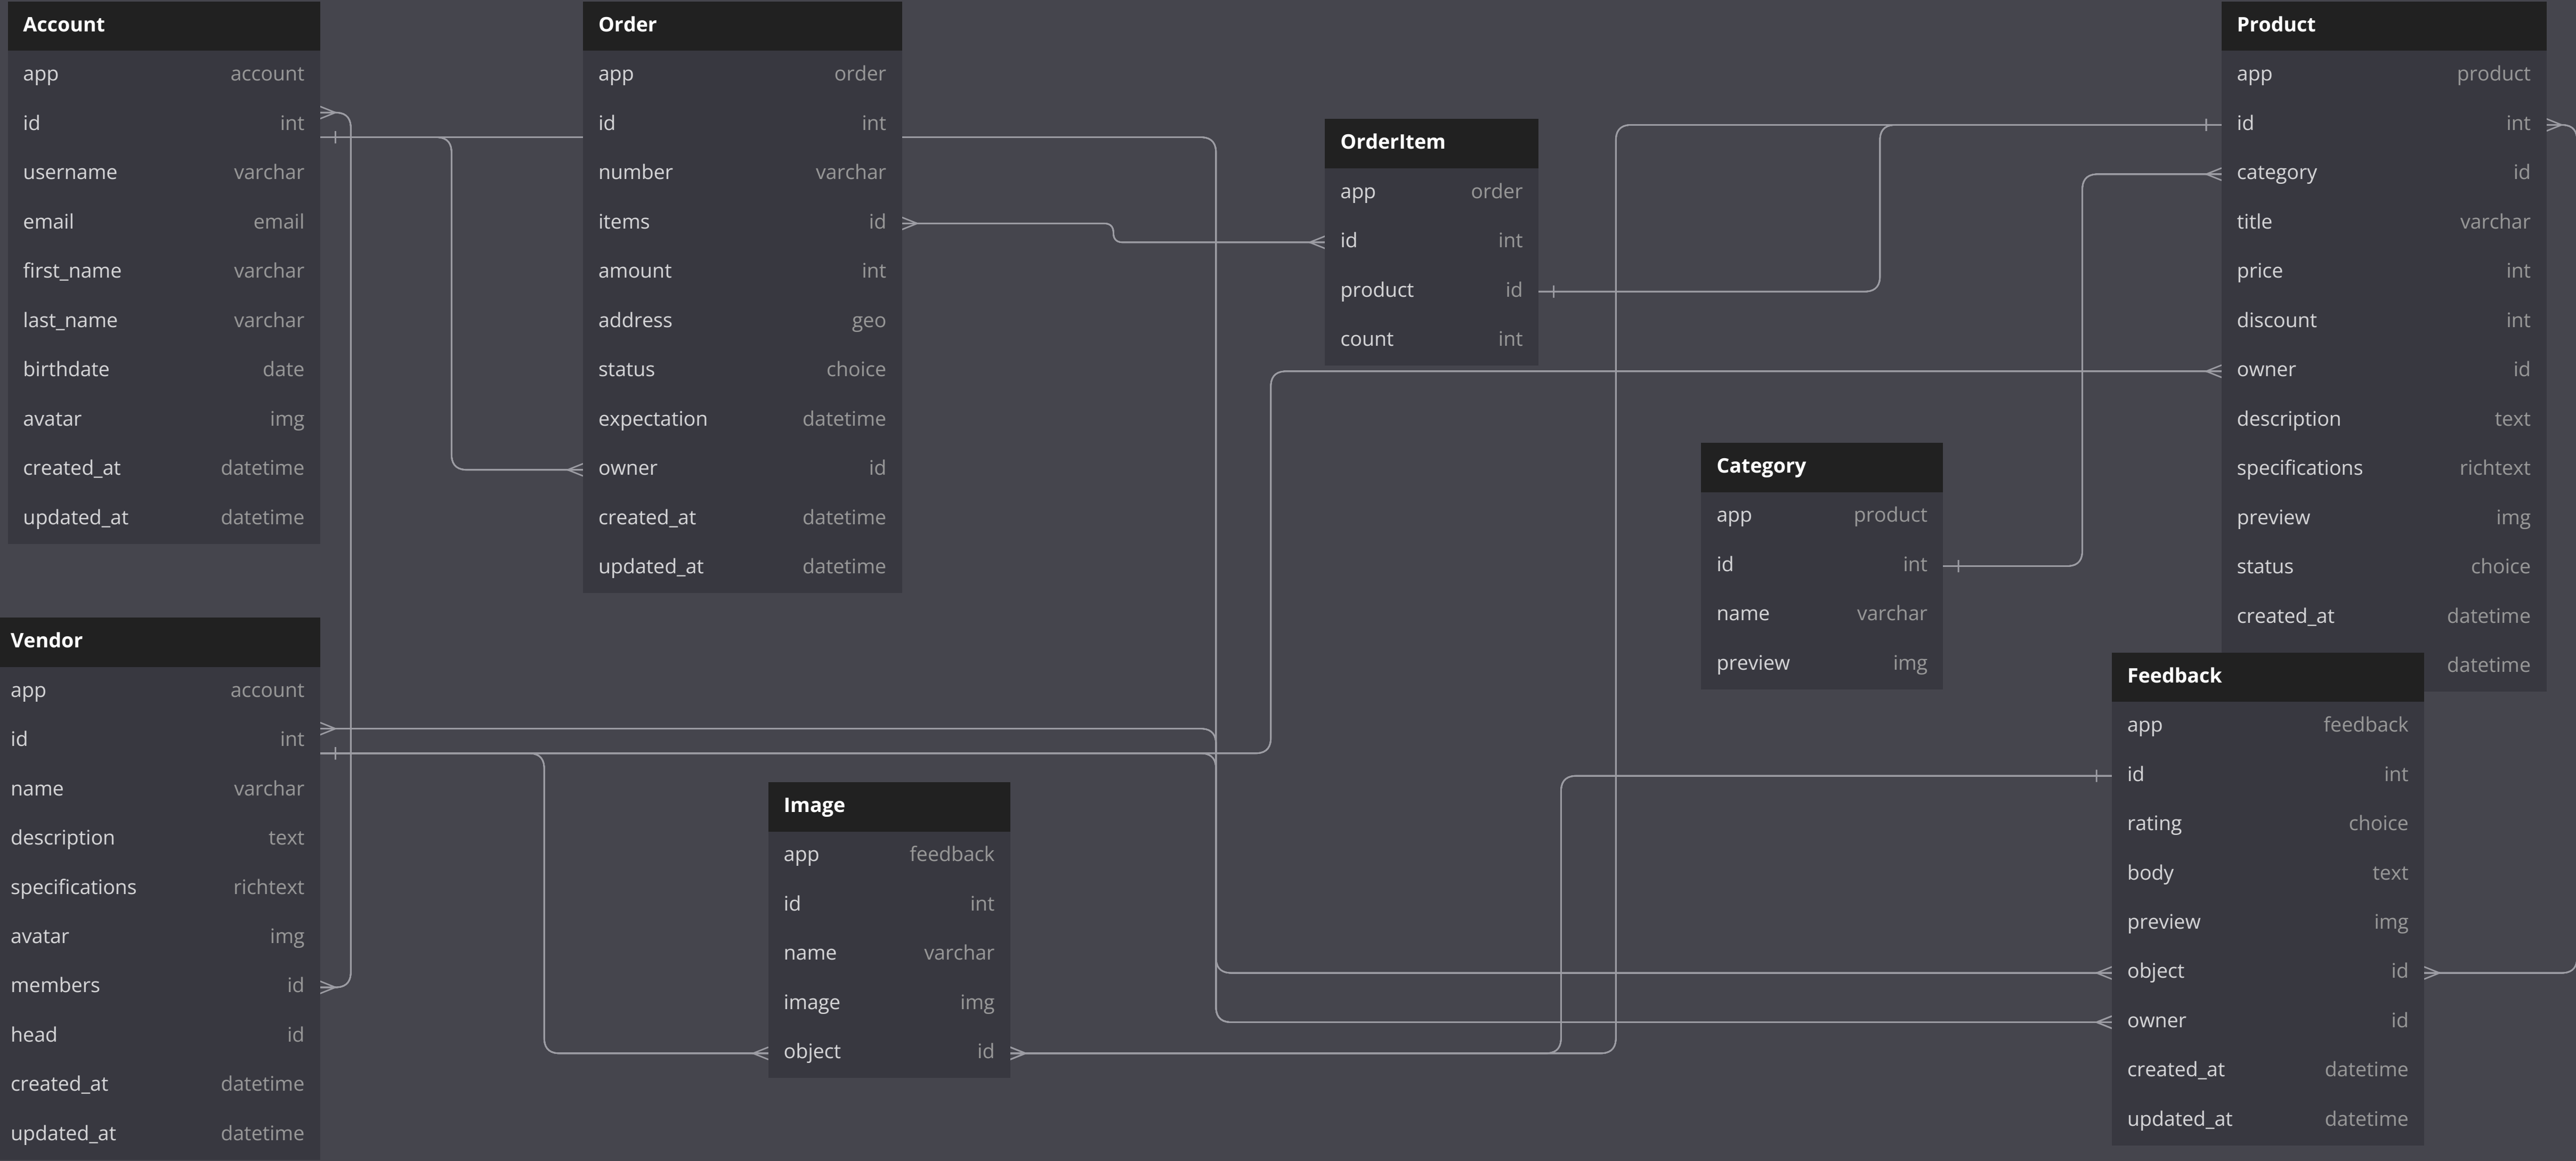 Account
app account
id int
username varchar
email email
first_name varchar
last_name varchar
birthdate date
avatar img
created_at datetime
updated_at datetime
Order
app order
id int
number varchar
items id
amount int
address geo
status choice
expectation datetime
owner id
created_at datetime
updated_at datetime
OrderItem
app order
id int
product id
count int
Product
app product
id int
category id
title varchar
price int
discount int
owner id
description text
specifications richtext
preview img
status choice
created_at datetime
datetime
Category
app product
id int
name varchar
preview img
Vendor
app account
id int
name varchar
description text
specifications richtext
avatar img
members id
head id
created_at datetime
updated_at datetime
Image
app feedback
id int
name varchar
image img
object id
Feedback
app feedback
id int
rating choice
body text
preview img
object id
owner id
created_at datetime
updated_at datetime